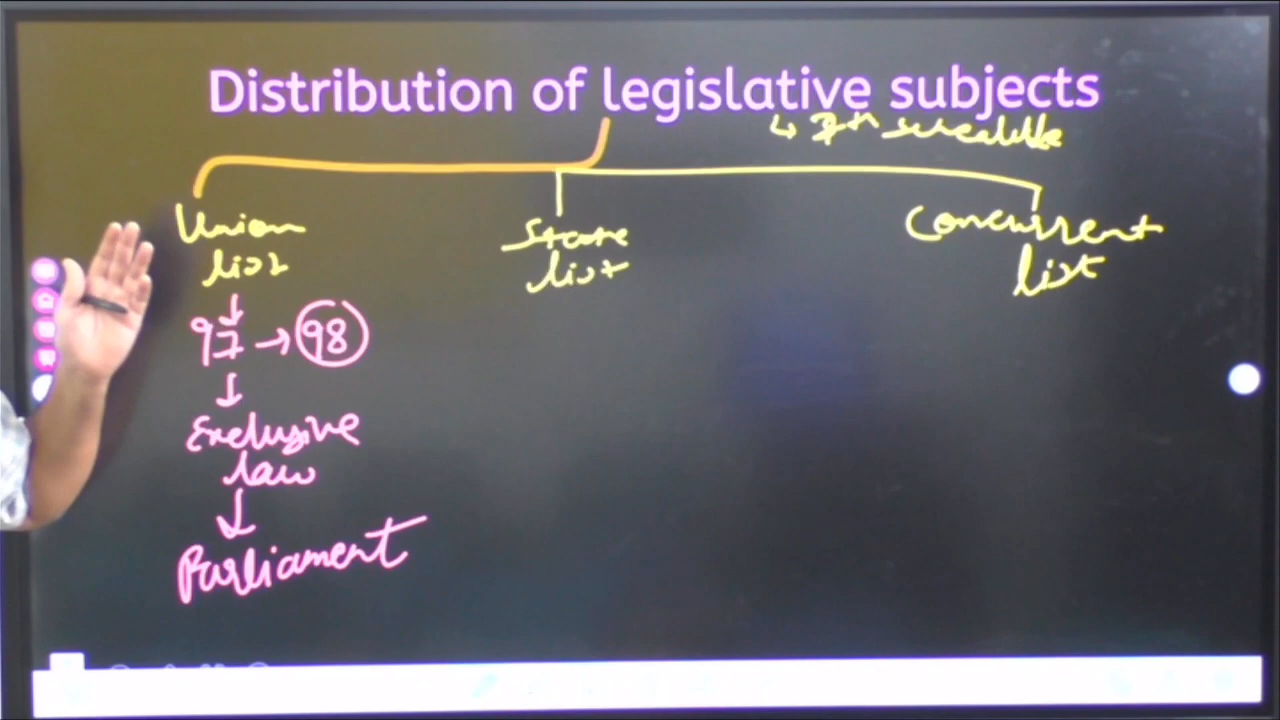 Distribution of legislative subjects
↳ 7th schedule
Union
list
State
list
Concurrent
list
↓
97 → 98
↓
Exclusive
law
↓
Parliament